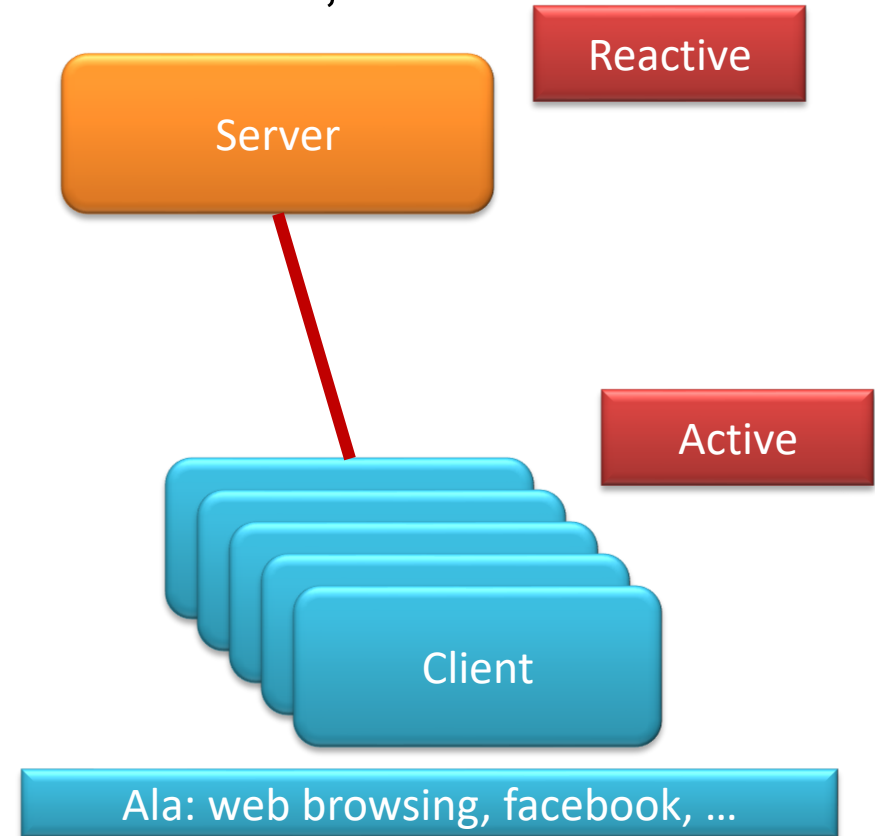 Reactive
Server
Active
Client
Ala: web browsing, facebook, …